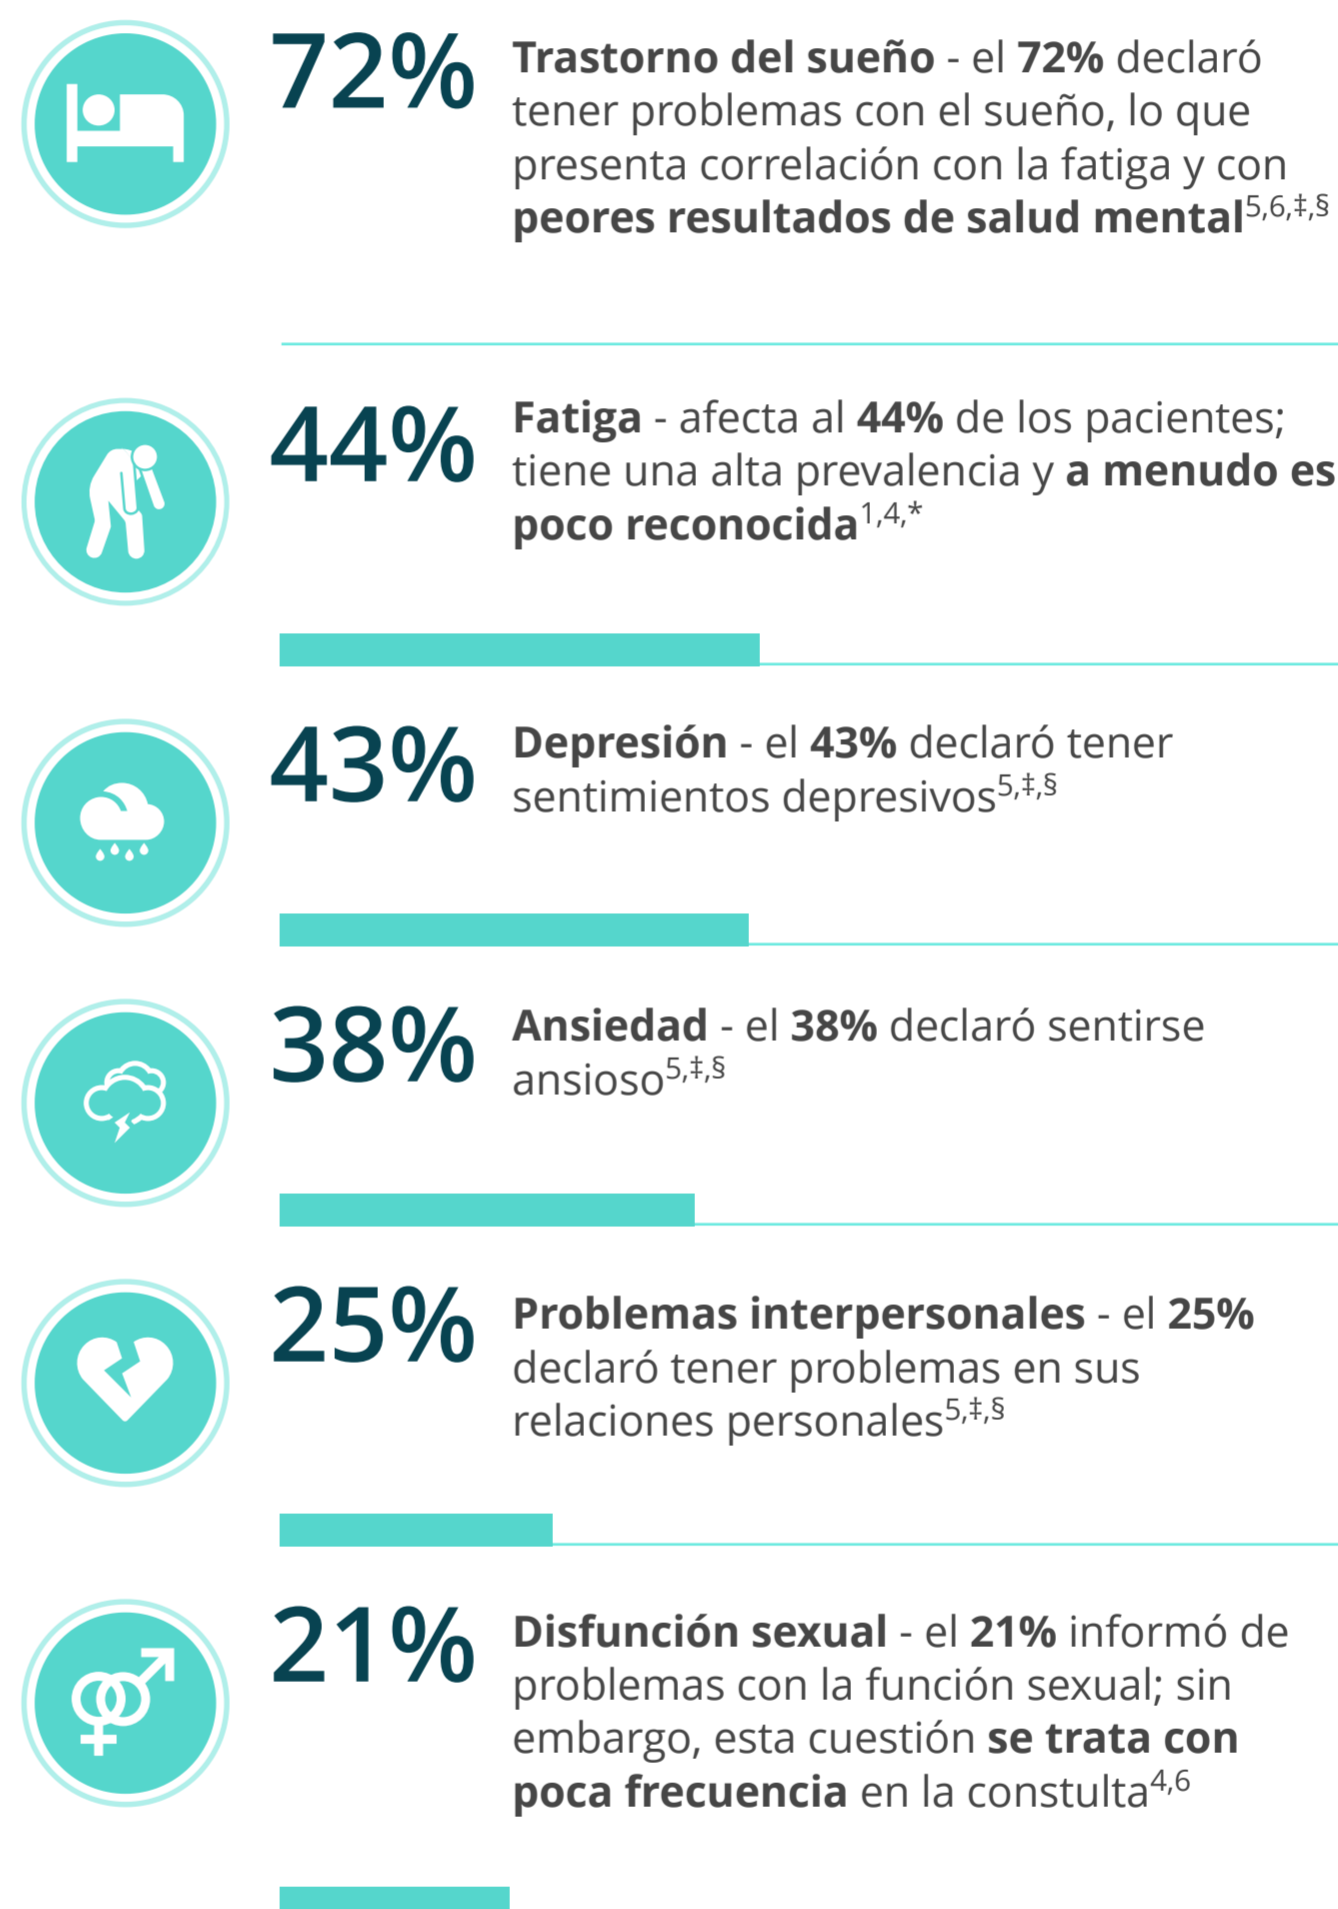 72%
Trastorno del sueño - el 72% declaró
tener problemas con el sueño, lo que
presenta correlación con la fatiga y con
peores resultados de salud mental5,6,‡,§
44%
Fatiga - afecta al 44% de los pacientes;
tiene una alta prevalencia y a menudo es
poco reconocida1,4,*
43%
Depresión - el 43% declaró tener
sentimientos depresivos5,‡,§
38%
Ansiedad - el 38% declaró sentirse
ansioso5,‡,§
25%
Problemas interpersonales - el 25%
declaró tener problemas en sus
relaciones personales5,‡,§
21%
Disfunción sexual - el 21% informó de
problemas con la función sexual; sin
embargo, esta cuestión se trata con
poca frecuencia en la constulta4,6